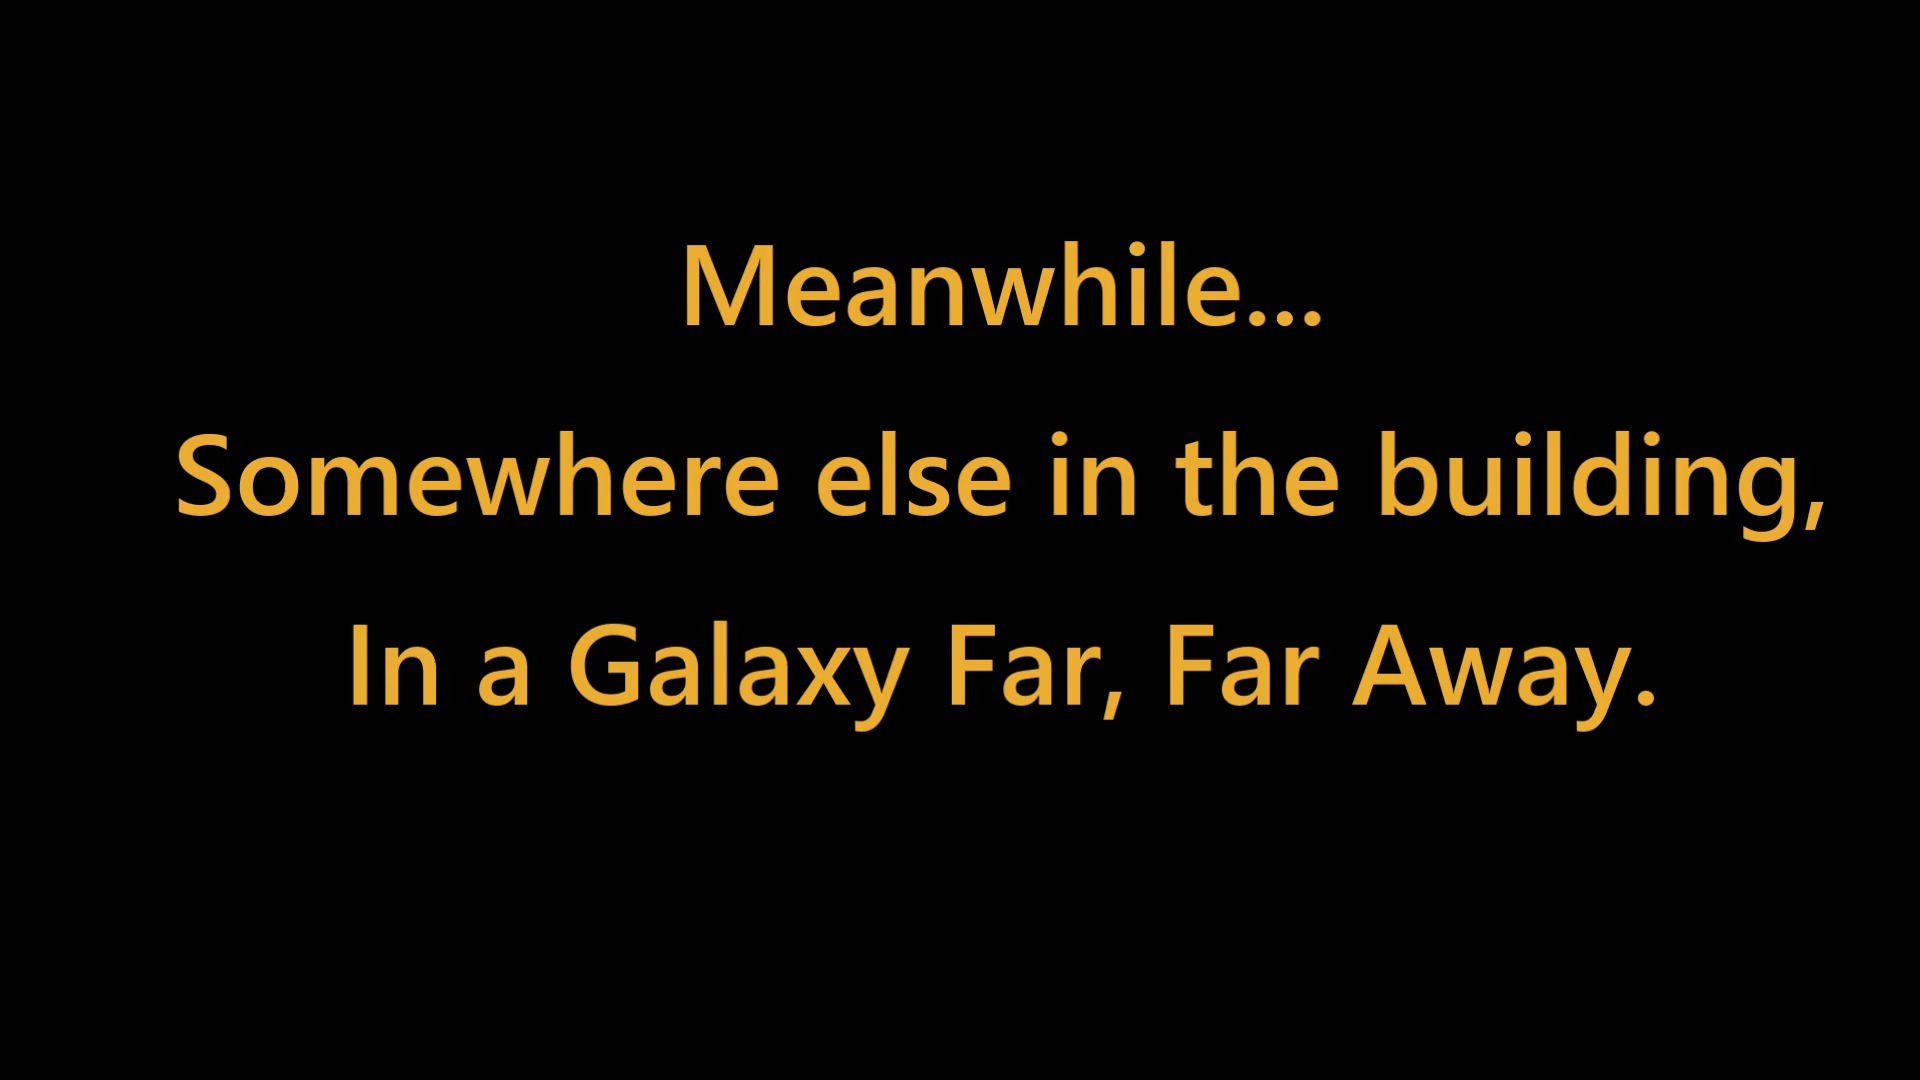 Meanwhile...
Somewhere else in the building,
In a Galaxy Far, Far Away.